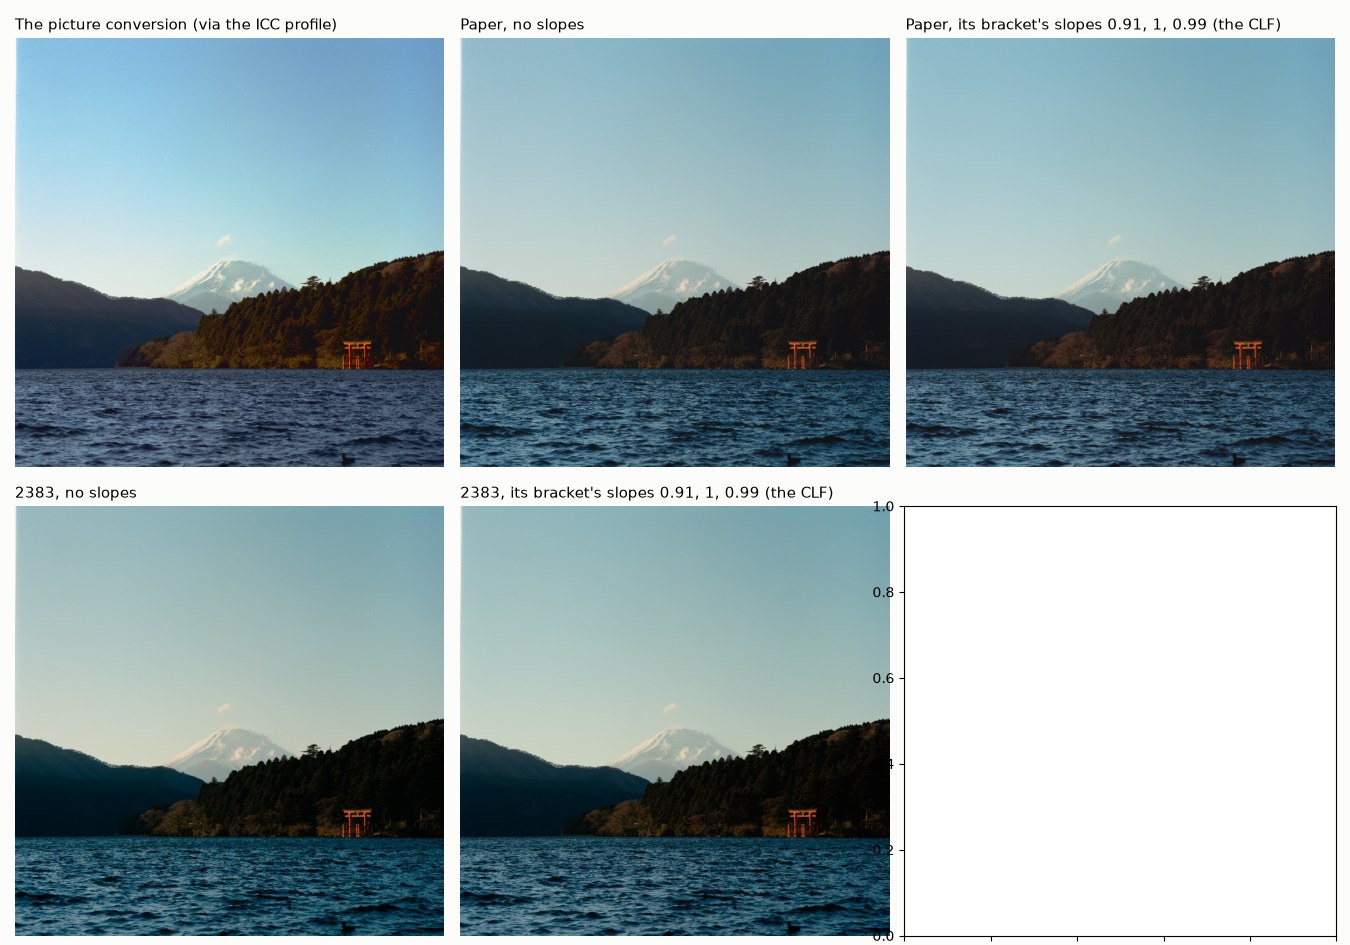 The picture conversion (via the ICC profile)
Paper, no slopes
Paper, its bracket's slopes 0.91, 1, 0.99 (the CLF)
2383, no slopes
2383, its bracket's slopes 0.91, 1, 0.99 (the CLF)
1.0
0.8
0.6
4
0.2
0.0